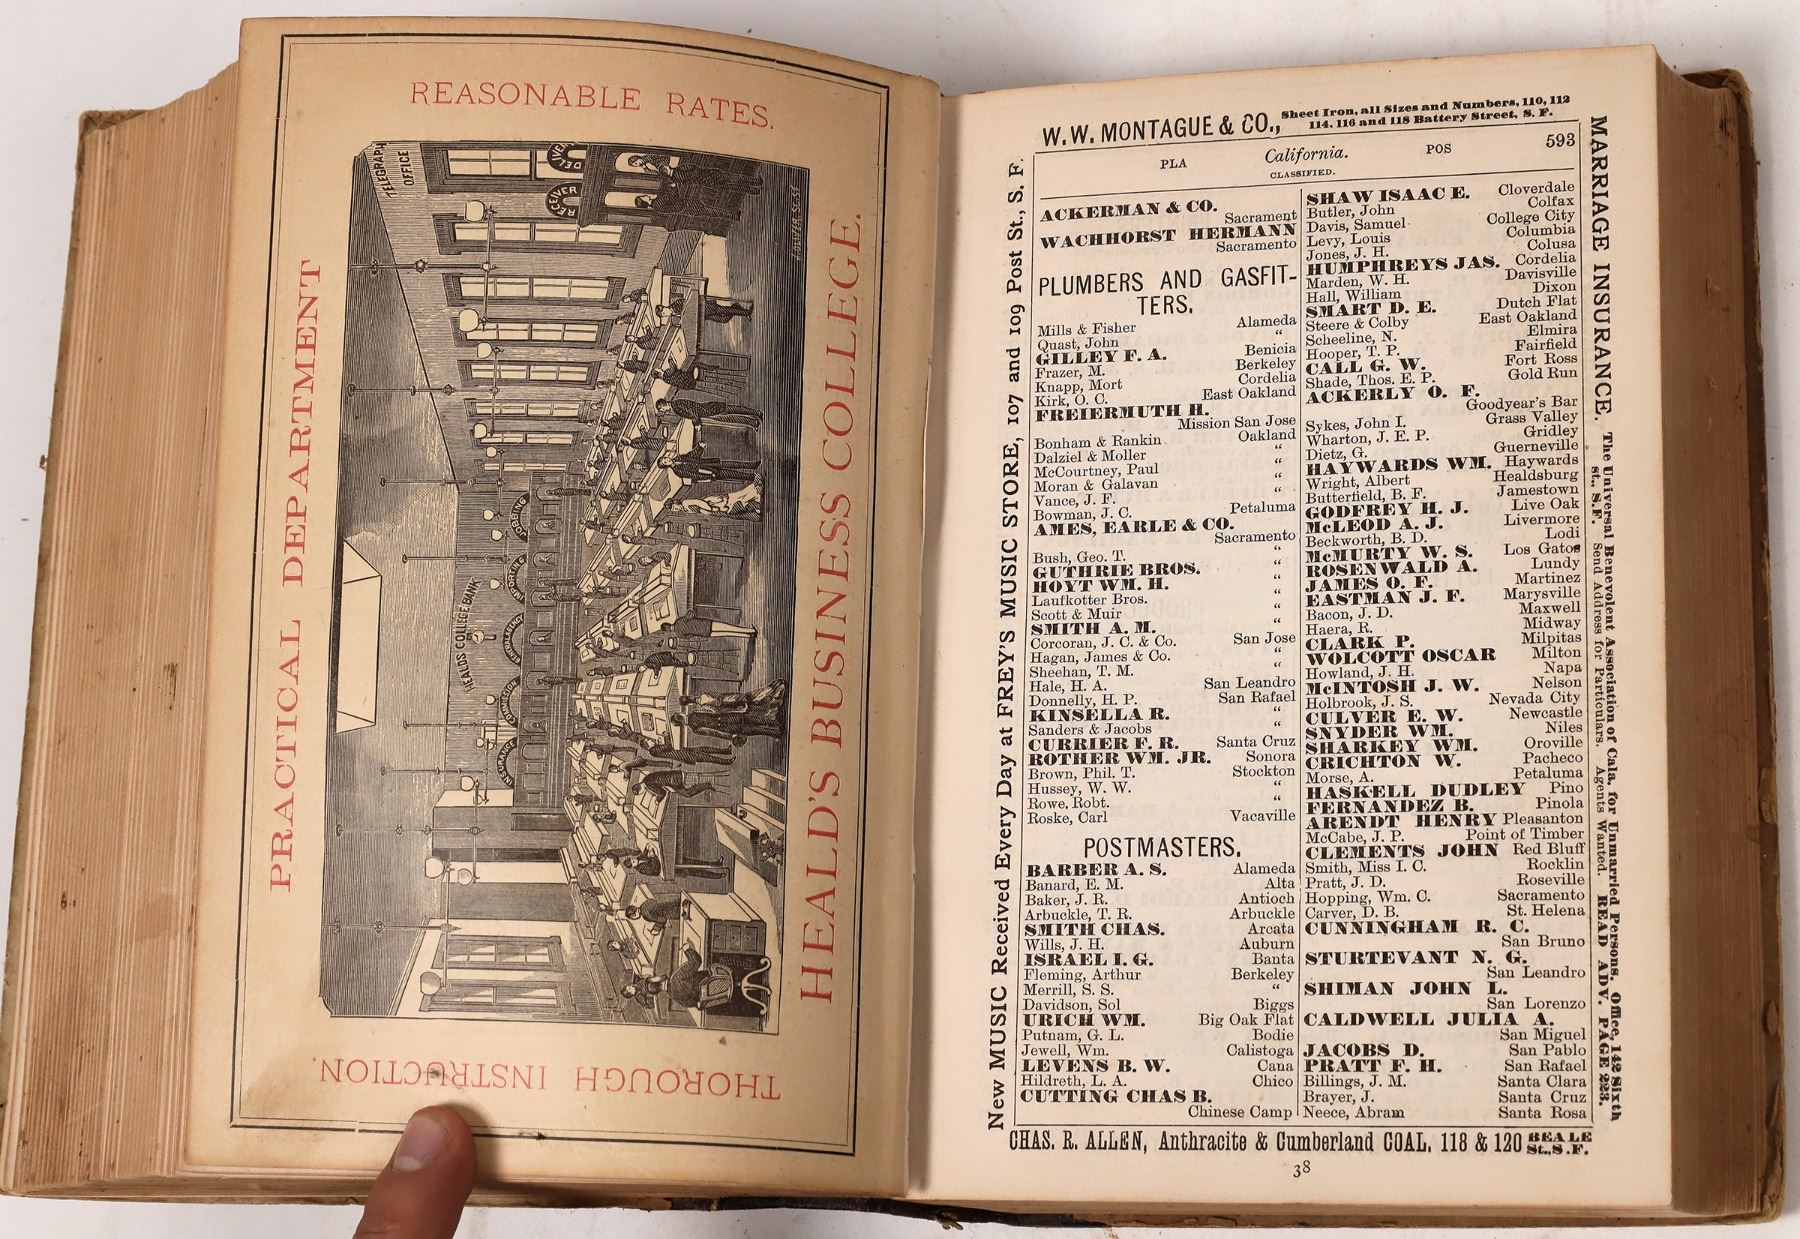 REASONABLE RATES.
PRACTICAL DEPARTMENT
HEALD'S BUSINESS COLLEGE.
THOROUGH INSTRUCTION.
TELEGRAPH
OFFICE
DELIVERY
RECEIVER
HEALDS COLLEGE BANK
JOBBING
IMPORTING
COMMISSION
INSURANCE
W. W. MONTAGUE & CO., Sheet Iron, all Sizes and Numbers, 110, 112
114, 116 and 118 Battery Street, S. F.
PLA California. POS 593
CLASSIFIED.
ACKERMAN & CO.
Sacrament
WACHHORST HERMANN
Sacramento
PLUMBERS AND GASFIT-
TERS.
Mills & Fisher Alameda
Quast, John “
GILLEY F. A. Benicia
Frazer, M. Berkeley
Knapp, Mort Cordelia
Kirk, O. C. East Oakland
FREIERMUTH H.
Mission San Jose
Bonham & Rankin Oakland
Dalziel & Moller “
McCourtney, Paul “
Moran & Galavan “
Vance, J. F. “
Bowman, J. C. Petaluma
AMES, EARLE & CO.
Sacramento
Bush, Geo. T. “
GUTHRIE BROS. “
HOYT WM. H. “
Laufkotter Bros. “
Scott & Muir “
SMITH A. M. “
Corcoran, J. C. & Co. San Jose
Hagan, James & Co. “
Sheehan, T. M. “
Hale, H. A. San Leandro
Donnelly, H. P. San Rafael
KINSELLA R. “
Sanders & Jacobs “
CURRIER F. R. Santa Cruz
ROTHER WM. JR. Sonora
Brown, Phil. T. Stockton
Hussey, W. W. “
Rowe, Robt. “
Roske, Carl Vacaville
POSTMASTERS.
BARBER A. S. Alameda
Banard, E. M. Alta
Baker, J. R. Antioch
Arbuckle, T. R. Arbuckle
SMITH CHAS. Arcata
Wills, J. H. Auburn
ISRAEL I. G. Banta
Fleming, Arthur Berkeley
Merrill, S. S. “
Davidson, Sol Biggs
URICH WM. Big Oak Flat
Putnam, G. L. Bodie
Jewell, Wm. Calistoga
LEVENS B. W. Cana
Hildreth, L. A. Chico
CUTTING CHAS B.
Chinese Camp
SHAW ISAAC E. Cloverdale
Butler, John Colfax
Davis, Samuel College City
Levy, Louis Columbia
Jones, J. H. Colusa
HUMPHREYS JAS. Cordelia
Marden, W. H. Davisville
Hall, William Dixon
SMART D. E. Dutch Flat
Steere & Colby East Oakland
Scheeline, N. Elmira
Hooper, T. P. Fairfield
CALL G. W. Fort Ross
Shade, Thos. E. P. Gold Run
ACKERLY O. F.
Goodyear's Bar
Sykes, John I. Grass Valley
Wharton, J. E. P. Gridley
Dietz, G. Guerneville
HAYWARDS WM. Haywards
Wright, Albert Healdsburg
Butterfield, B. F. Jamestown
GODFREY H. J. Live Oak
McLEOD A. J. Livermore
Beckworth, B. D. Lodi
McMURTY W. S. Los Gatos
ROSENWALD A. Lundy
JAMES O. F. Martinez
EASTMAN J. F. Marysville
Bacon, J. D. Maxwell
Haera, R. Midway
CLARK P. Milpitas
WOLCOTT OSCAR Milton
Howland, J. H. Napa
McINTOSH J. W. Nelson
Holbrook, J. S. Nevada City
CULVER E. W. Newcastle
SNYDER WM. Niles
SHARKEY WM. Oroville
CRICHTON W. Pacheco
Morse, A. Petaluma
HASKELL DUDLEY Pino
FERNANDEZ B. Pinola
ARENDT HENRY Pleasanton
McCabe, J. P. Point of Timber
CLEMENTS JOHN Red Bluff
Smith, Miss I. C. Rocklin
Pratt, J. D. Roseville
Hopping, Wm. C. Sacramento
Carver, D. B. St. Helena
CUNNINGHAM R. C.
San Bruno
STURTEVANT N. G.
San Leandro
SHIMAN JOHN L.
San Lorenzo
CALDWELL JULIA A.
San Miguel
JACOBS D. San Pablo
PRATT F. H. San Rafael
Billings, J. M. Santa Clara
Brayer, J. Santa Cruz
Neece, Abram Santa Rosa
New MUSIC Received Every Day at FREY'S MUSIC STORE, 107 and 109 Post St., S. F.
MARRIAGE INSURANCE. The Universal Benevolent Association of Cala, for Unmarried Persons. Office, 142 Sixth
st., S.F. Send Address for Particulars. Agents Wanted. READ ADV. PAGE 223.
CHAS. R. ALLEN, Anthracite & Cumberland COAL, 118 & 120 BEALE
St., S.F.
38